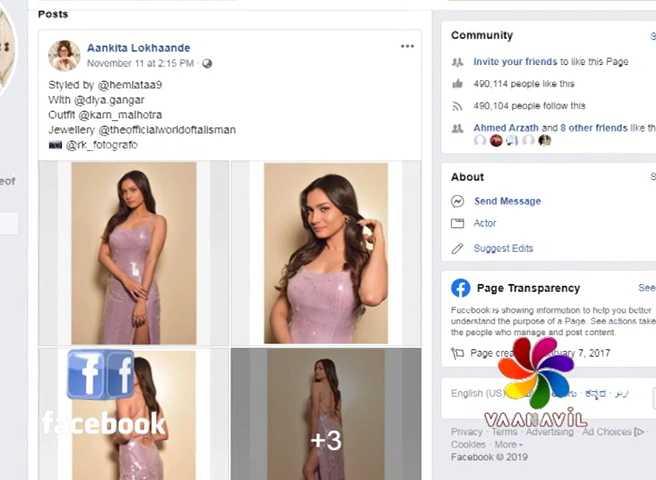 Posts
Aankita Lokhaande
November 11 at 2:15 PM ·
Styled by @hemlataa9
With @diya.gangar
Outfit @karn_malhotra
Jewellery @theofficialworldoftalisman
@rk_fotografo
+3
facebook
Community
Invite your friends to like this Page
490,114 people like this
490,104 people follow this
Ahmed Arzath and 8 other friends like
About
Send Message
Actor
Suggest Edits
Page Transparency
See
Facebook is showing information to help you better
understand the purpose of a Page. See actions take
the people who manage and post content.
Page 7, 2017
English (US) ಕನ್ನಡ · اردو
VAANAVIL
Privacy · Terms · Advertising · Ad Choices
Cookies · More
Facebook © 2019